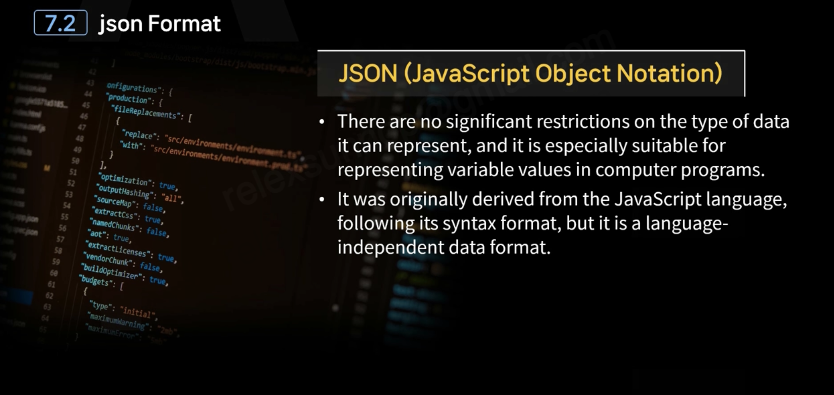 7.2 json Format
JSON (JavaScript Object Notation)
• There are no significant restrictions on the type of data
it can represent, and it is especially suitable for
representing variable values in computer programs.
• It was originally derived from the JavaScript language,
following its syntax format, but it is a language-
independent data format.
42
43 onfigurations": {
44 "production": {
45 "fileReplacements": [
46 {
47 "replace": "src/environments/environment.ts",
48 "with": "src/environments/environment.prod.ts"
49 }
50 ],
51 "optimization": true,
52 "outputHashing": "all",
53 "sourceMap": false,
54 "extractCss": true,
55 "namedChunks": false,
56 "aot": true,
57 "extractLicenses": true,
58 "vendorChunk": false,
59 "buildOptimizer": true,
60 "budgets": [
61 {
62 "type": "initial",
63 "maximumWarning": "2mb",
64 "maximumError":